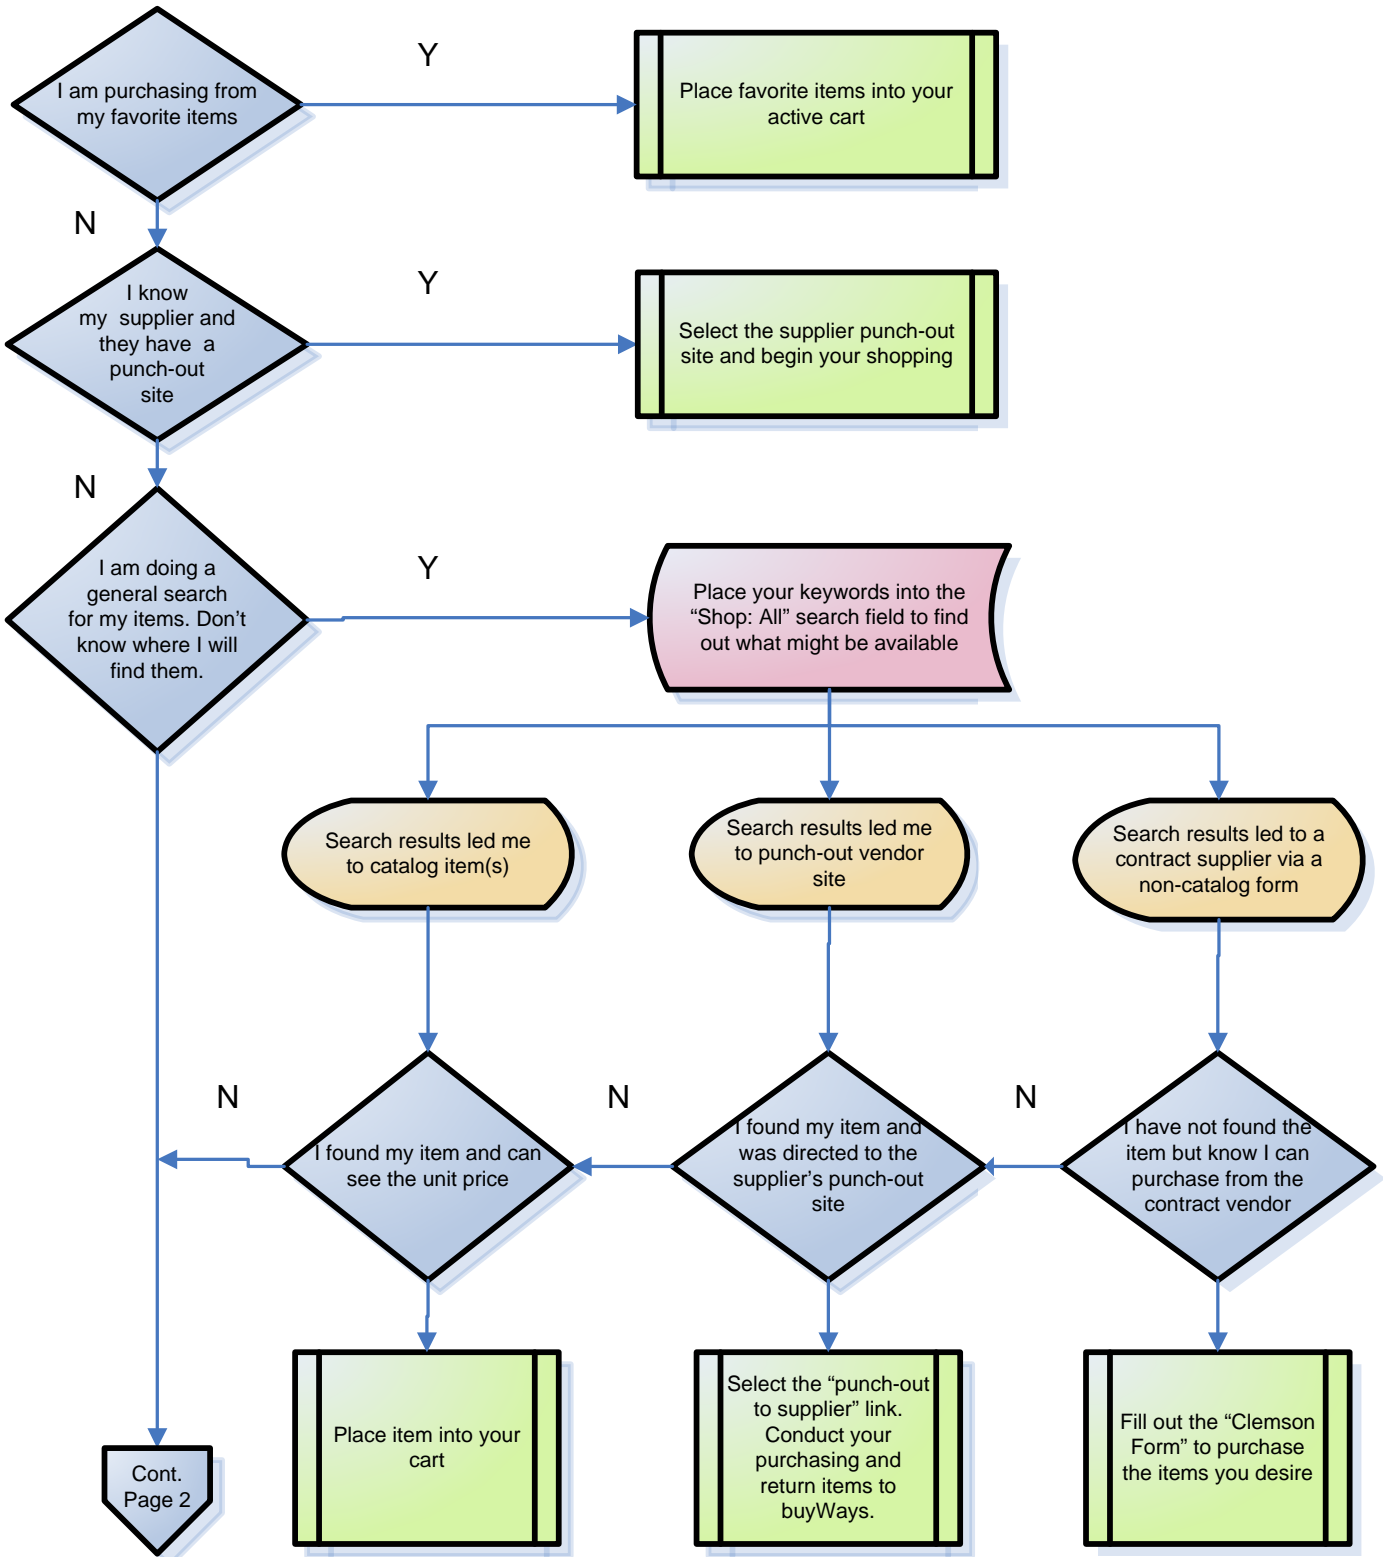 I am purchasing from
my favorite items
Y
Place favorite items into your
active cart
N
I know
my supplier and
they have a
punch-out
site
Y
Select the supplier punch-out
site and begin your shopping
N
I am doing a
general search
for my items. Don’t
know where I will
find them.
Y
Place your keywords into the
“Shop: All” search field to find
out what might be available
Search results led me
to catalog item(s)
Search results led me
to punch-out vendor
site
Search results led to a
contract supplier via a
non-catalog form
N
I found my item and can
see the unit price
N
I found my item and
was directed to the
supplier’s punch-out
site
N
I have not found the
item but know I can
purchase from the
contract vendor
Cont.
Page 2
Place item into your
cart
Select the “punch-out
to supplier” link.
Conduct your
purchasing and
return items to
buyWays.
Fill out the “Clemson
Form” to purchase
the items you desire